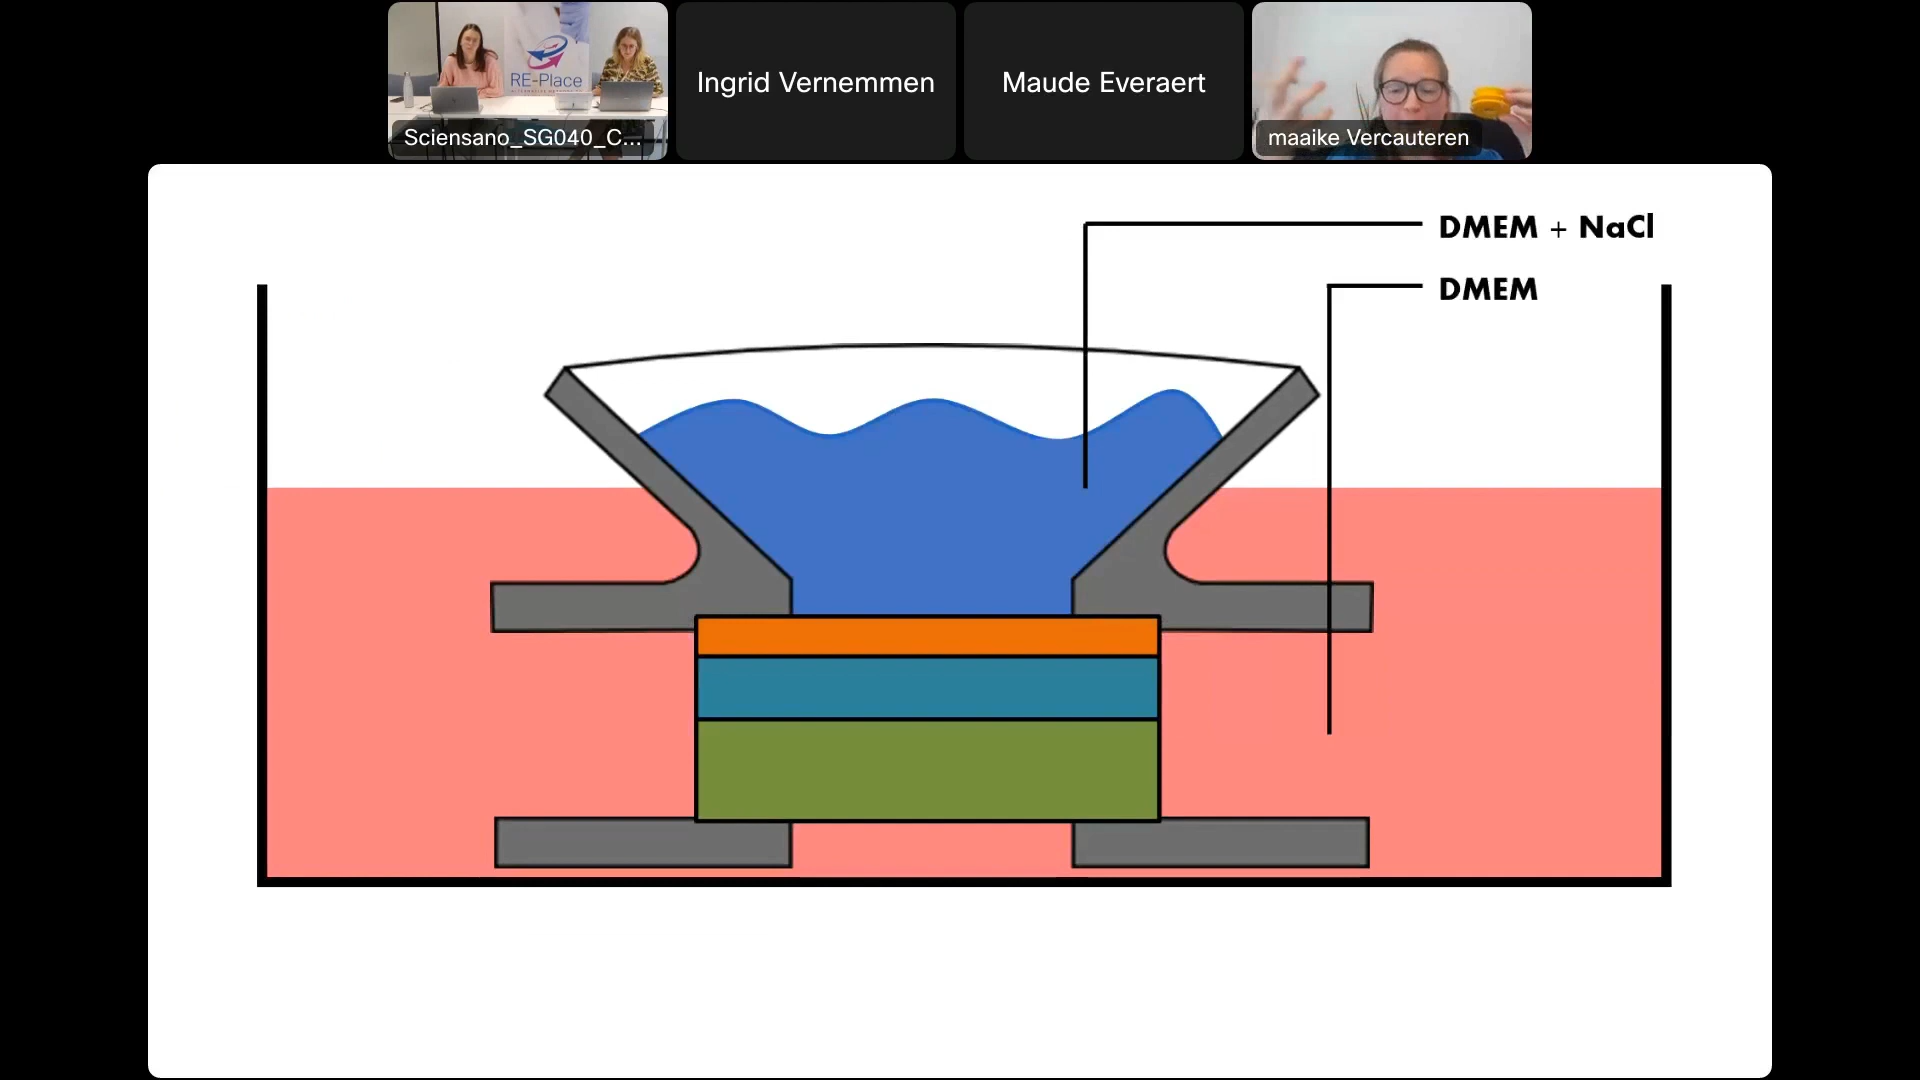 RE-Place
Sciensano_SG040_C...
Ingrid Vernemmen
Maude Everaert
maaike Vercauteren
DMEM + NaCl
DMEM